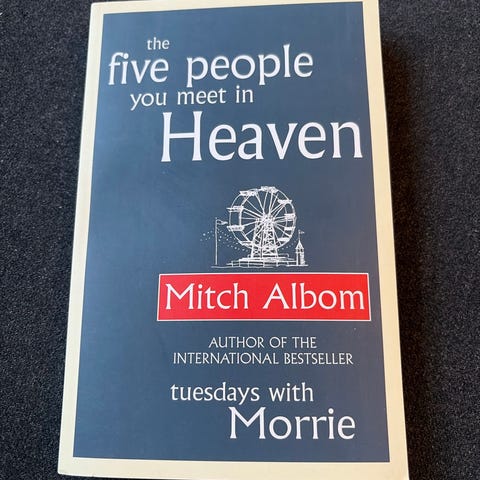 the
five people
you meet in
Heaven
Mitch Albom
AUTHOR OF THE
INTERNATIONAL BESTSELLER
tuesdays with
Morrie